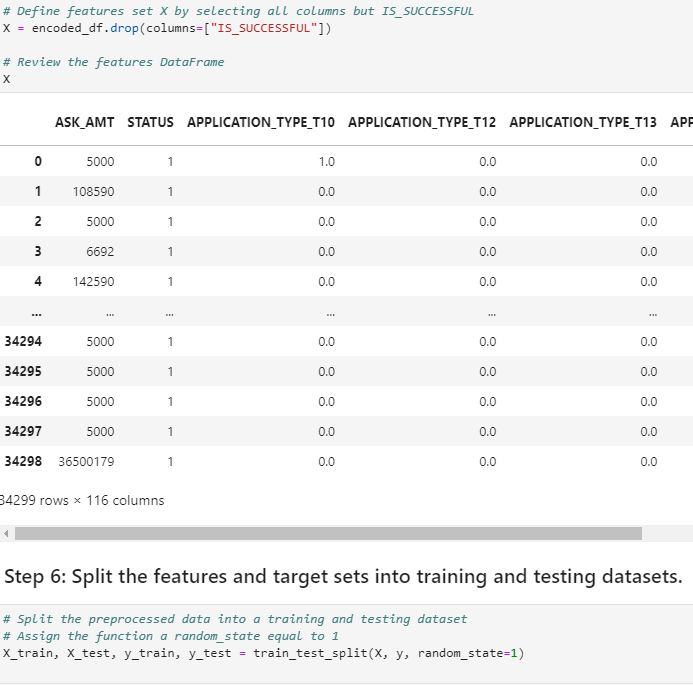 # Define features set X by selecting all columns but IS_SUCCESSFUL
X = encoded_df.drop(columns=["IS_SUCCESSFUL"])
# Review the features DataFrame
X
ASK_AMT STATUS APPLICATION_TYPE_T10 APPLICATION_TYPE_T12 APPLICATION_TYPE_T13 APP
0 5000 1 1.0 0.0 0.0
1 108590 1 0.0 0.0 0.0
2 5000 1 0.0 0.0 0.0
3 6692 1 0.0 0.0 0.0
4 142590 1 0.0 0.0 0.0
... ... ... ... ... ...
34294 5000 1 0.0 0.0 0.0
34295 5000 1 0.0 0.0 0.0
34296 5000 1 0.0 0.0 0.0
34297 5000 1 0.0 0.0 0.0
34298 36500179 1 0.0 0.0 0.0
34299 rows × 116 columns
Step 6: Split the features and target sets into training and testing datasets.
# Split the preprocessed data into a training and testing dataset
# Assign the function a random_state equal to 1
X_train, X_test, y_train, y_test = train_test_split(X, y, random_state=1)